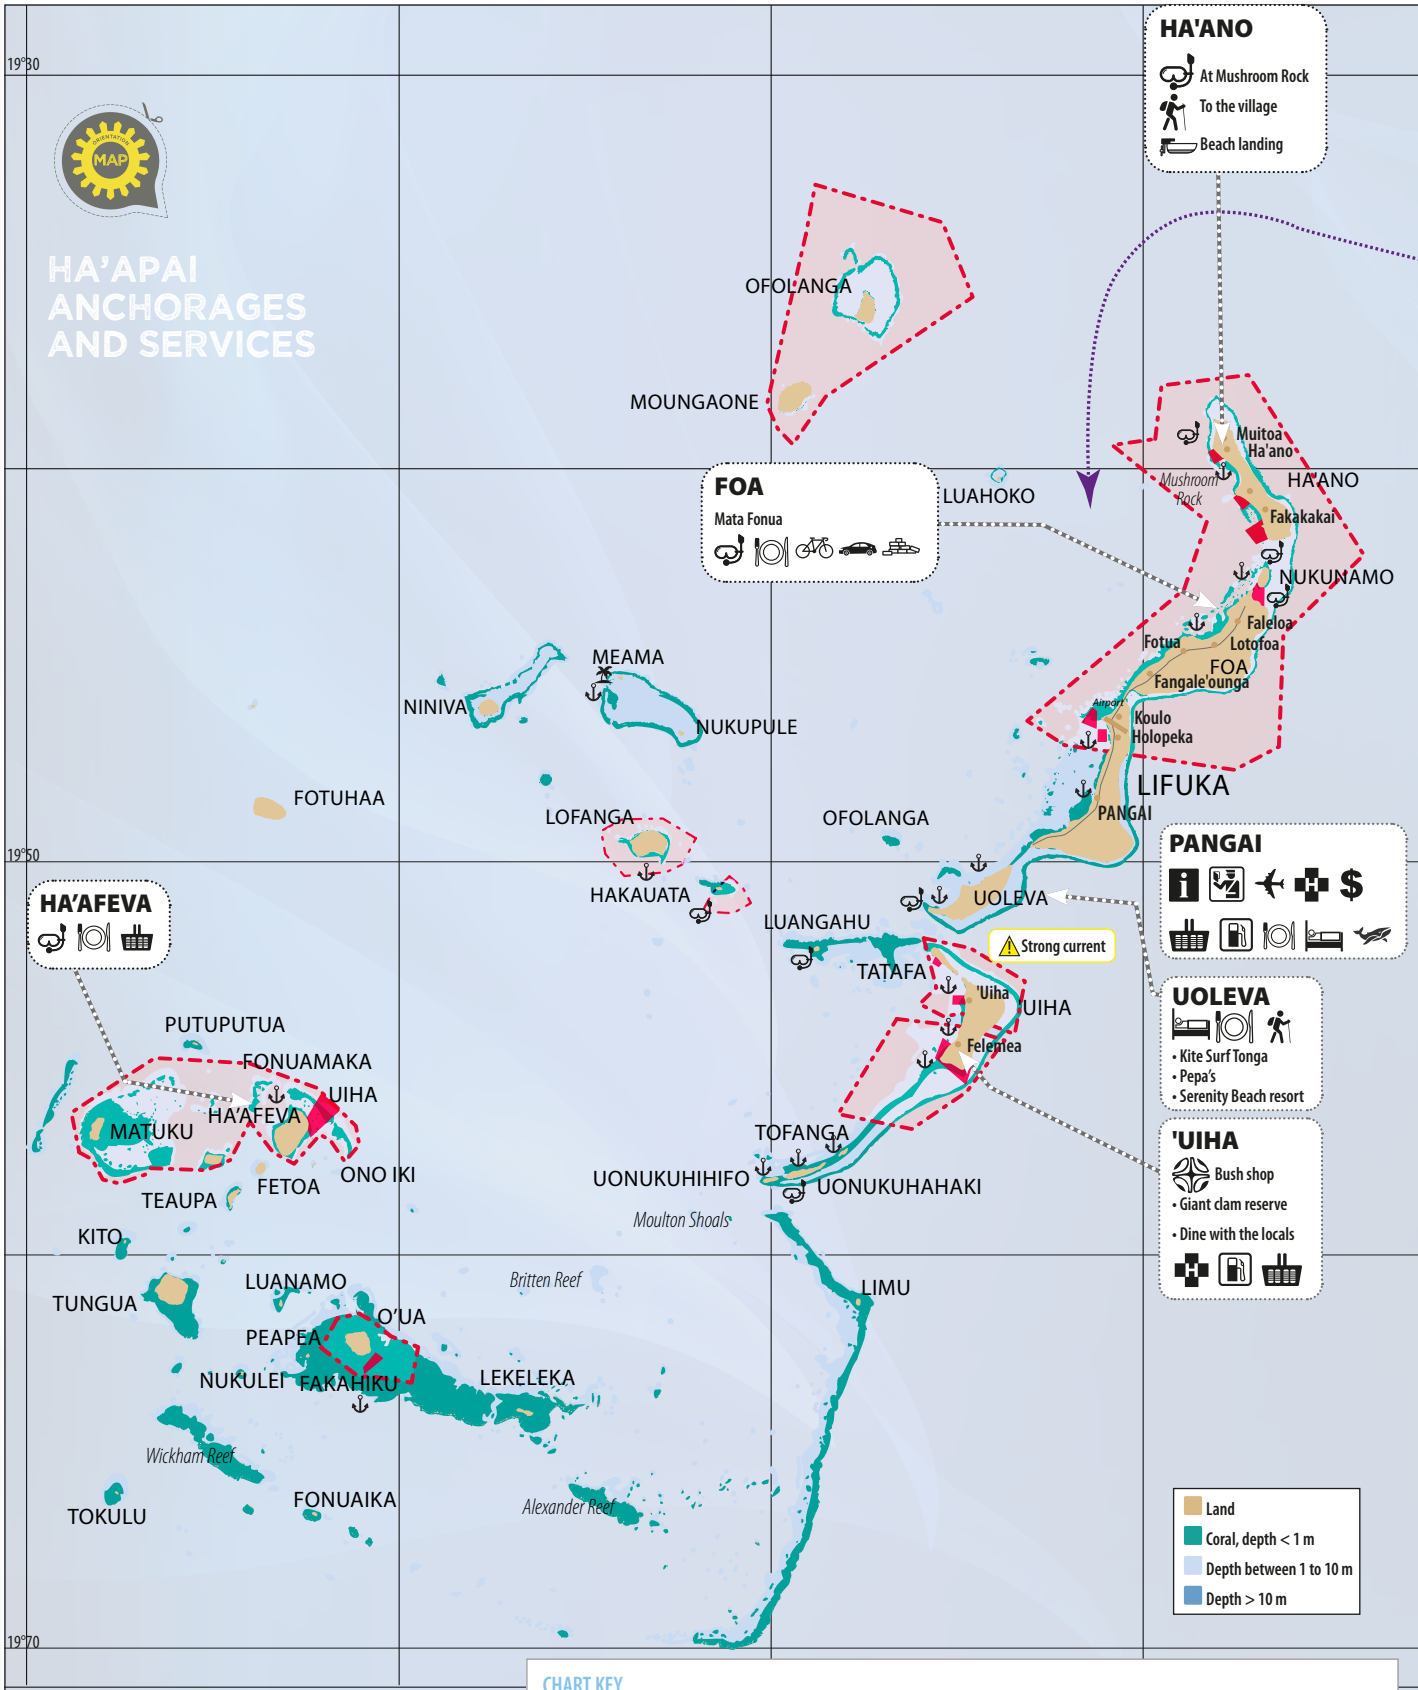 HA'ANO
At Mushroom Rock
To the village
Beach landing
19°30
ORIENTATION
MAP
HA'APAI
ANCHORAGES
AND SERVICES
OFOLANGA
MOUNGAONE
Muitoa
Ha'ano
Mushroom
Rock
HA'ANO
LUAHOKO
FOA
Mata Fonua
Fakakakai
NUKUNAMO
Faleloa
Fotua
Lotofoa
FOA
Fangale'ounga
Airport
Koulo
Holopeka
MEAMA
NINIVA
NUKUPULE
LIFUKA
FOTUHAA
LOFANGA
OFOLANGA
PANGAI
PANGAI
$
19°50
HAKAUATA
UOLEVA
HA'AFEVA
LUANGAHU
Strong current
TATAFA
'Uiha
'UIHA
UOLEVA
• Kite Surf Tonga
• Pepa's
• Serenity Beach resort
Felemea
PUTUPUTUA
FONUAMAKA
UIHA
HA'AFEVA
MATUKU
'UIHA
Bush shop
• Giant clam reserve
• Dine with the locals
TOFANGA
ONO IKI
FETOA
TEAUPA
UONUKUHIHIFO
UONUKUHAHAKI
Moulton Shoals
KITO
Britten Reef
LUANAMO
TUNGUA
LIMU
O'UA
PEAPEA
NUKULEI
FAKAHIKU
LEKELEKA
Wickham Reef
FONUAIKA
Alexander Reef
TOKULU
Land
Coral, depth < 1 m
Depth between 1 to 10 m
Depth > 10 m
19°70
CHART KEY